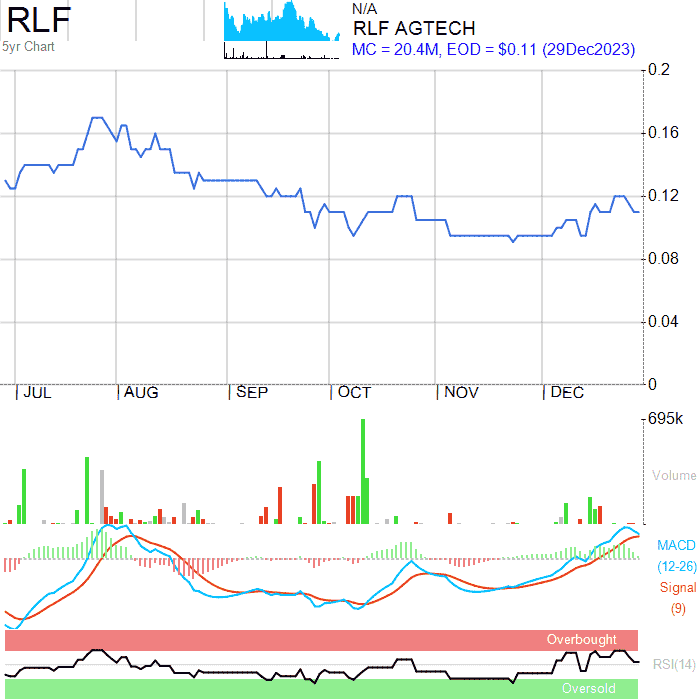 RLF
5yr Chart
N/A
RLF AGTECH
MC = 20.4M, EOD = $0.11 (29Dec2023)
0.2
0.16
0.12
0.08
0.04
0
JUL AUG SEP OCT NOV DEC
695k
Volume
MACD
(12-26)
Signal
(9)
Overbought
RSI(14)
Oversold